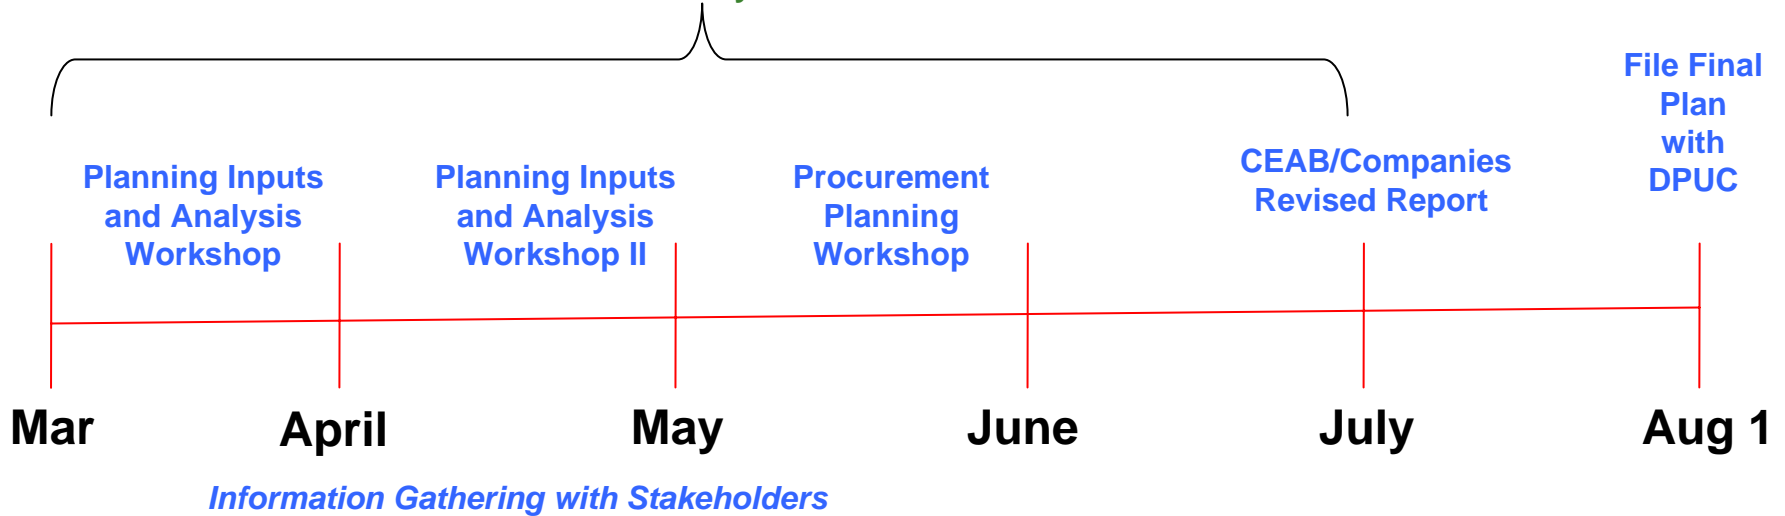 File Final
Plan
with
DPUC
Planning Inputs
and Analysis
Workshop
Planning Inputs
and Analysis
Workshop II
Procurement
Planning
Workshop
CEAB/Companies
Revised Report
Mar
April
May
June
July
Aug 1
Information Gathering with Stakeholders